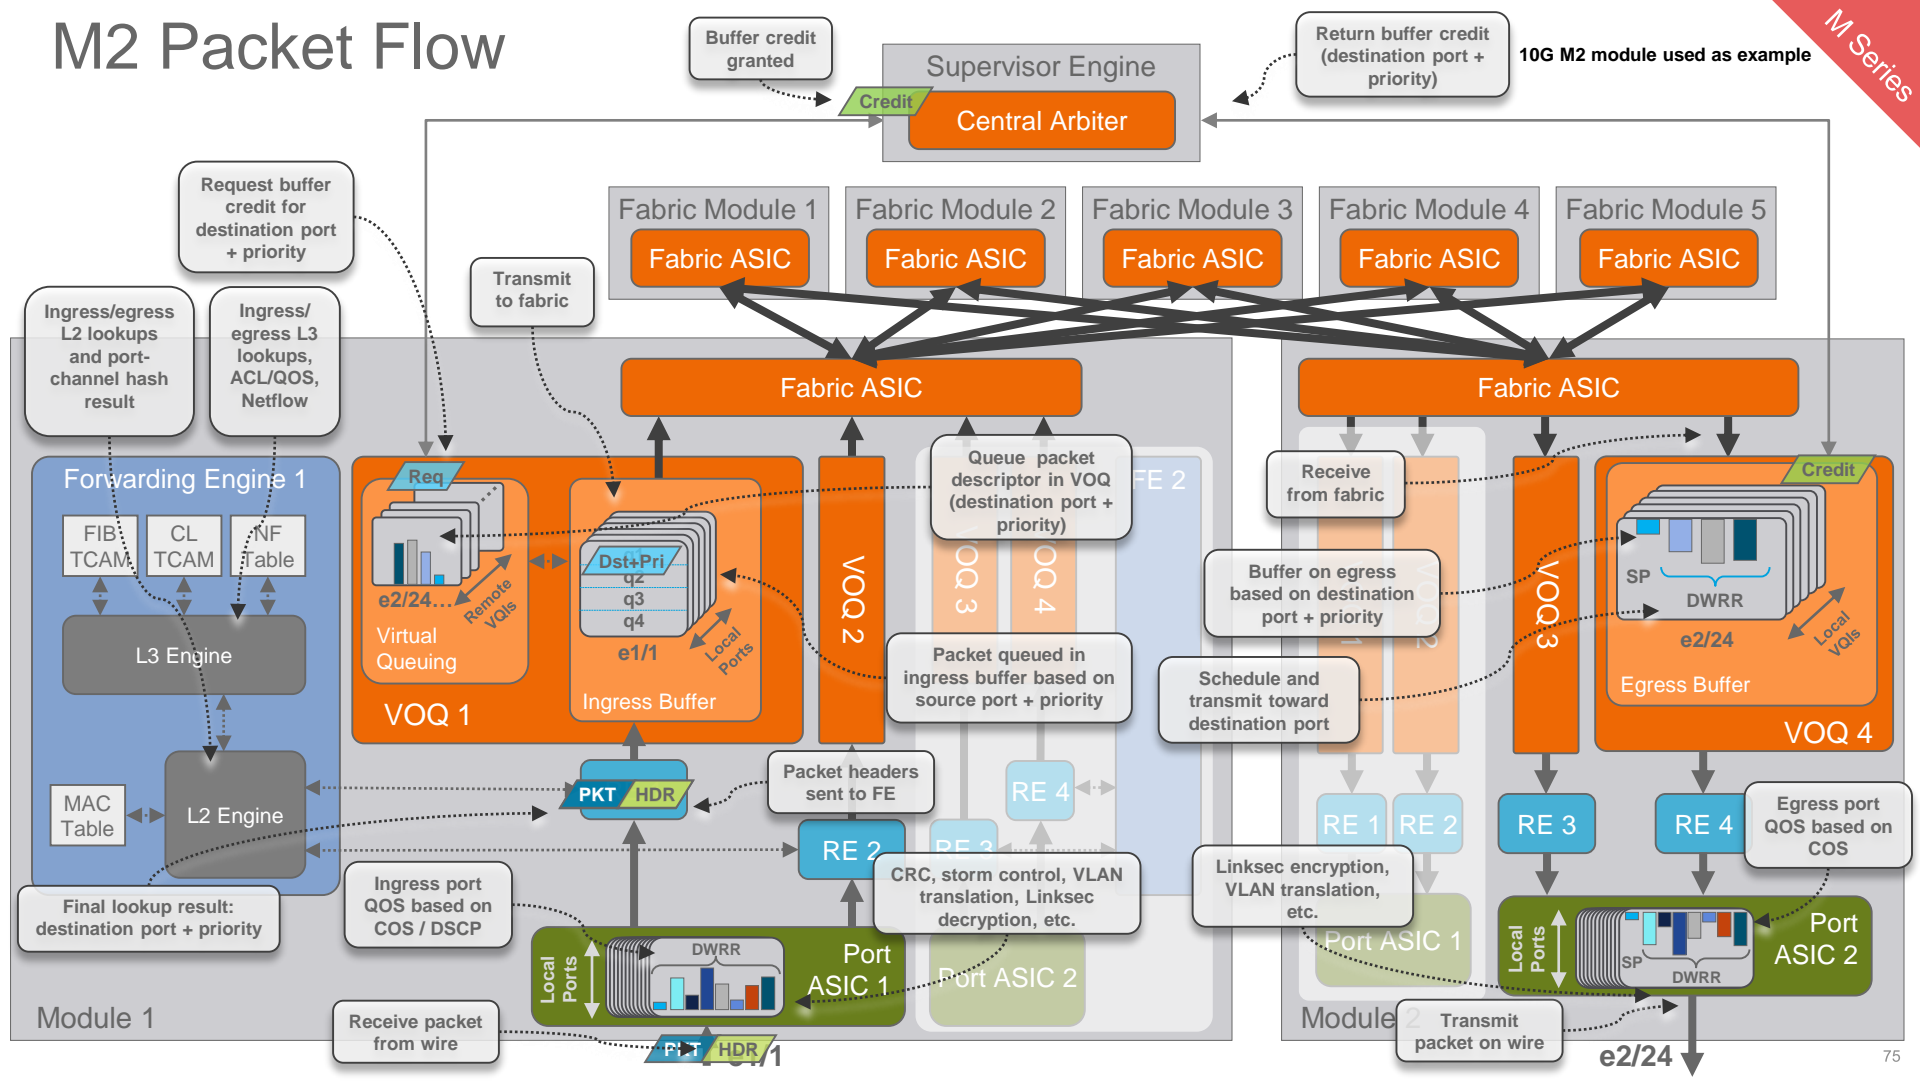 M2 Packet Flow
Buffer credit
granted
Return buffer credit
(destination port +
priority)
10G M2 module used as example
M Series
Supervisor Engine
Credit
Central Arbiter
Request buffer
credit for
destination port
+ priority
Fabric Module 1
Fabric ASIC
Fabric Module 2
Fabric ASIC
Fabric Module 3
Fabric ASIC
Fabric Module 4
Fabric ASIC
Fabric Module 5
Fabric ASIC
Transmit
to fabric
Ingress/egress
L2 lookups
and port-
channel hash
result
Ingress/
egress L3
lookups,
ACL/QOS,
Netflow
Fabric ASIC
Fabric ASIC
Forwarding Engine 1
FIB
TCAM
CL
TCAM
NF
Table
L3 Engine
MAC
Table
L2 Engine
Req
e2/24...
Remote
VQIs
Virtual
Queuing
VOQ 1
Dst+Pri
q1
q2
q3
q4
e1/1
Local
Ports
Ingress Buffer
VOQ 2
Queue packet
descriptor in VOQ
(destination port +
priority)
FE 2
VOQ 3
VOQ 4
Packet queued in
ingress buffer based on
source port + priority
Receive
from fabric
Buffer on egress
based on destination
port + priority
Schedule and
transmit toward
destination port
VOQ 2
VOQ 3
Credit
SP
DWRR
e2/24
Local
VQIs
Egress Buffer
VOQ 4
PKT
HDR
Packet headers
sent to FE
RE 4
RE 2
RE 3
RE 1
RE 2
RE 3
RE 4
Egress port
QOS based on
COS
Final lookup result:
destination port + priority
Ingress port
QOS based on
COS / DSCP
CRC, storm control, VLAN
translation, Linksec
decryption, etc.
Linksec encryption,
VLAN translation,
etc.
Local
Ports
DWRR
Port
ASIC 1
Port ASIC 2
Port ASIC 1
Local
Ports
SP
DWRR
Port
ASIC 2
Module 1
Receive packet
from wire
PKT
HDR
e1/1
Module 2
Transmit
packet on wire
e2/24
75